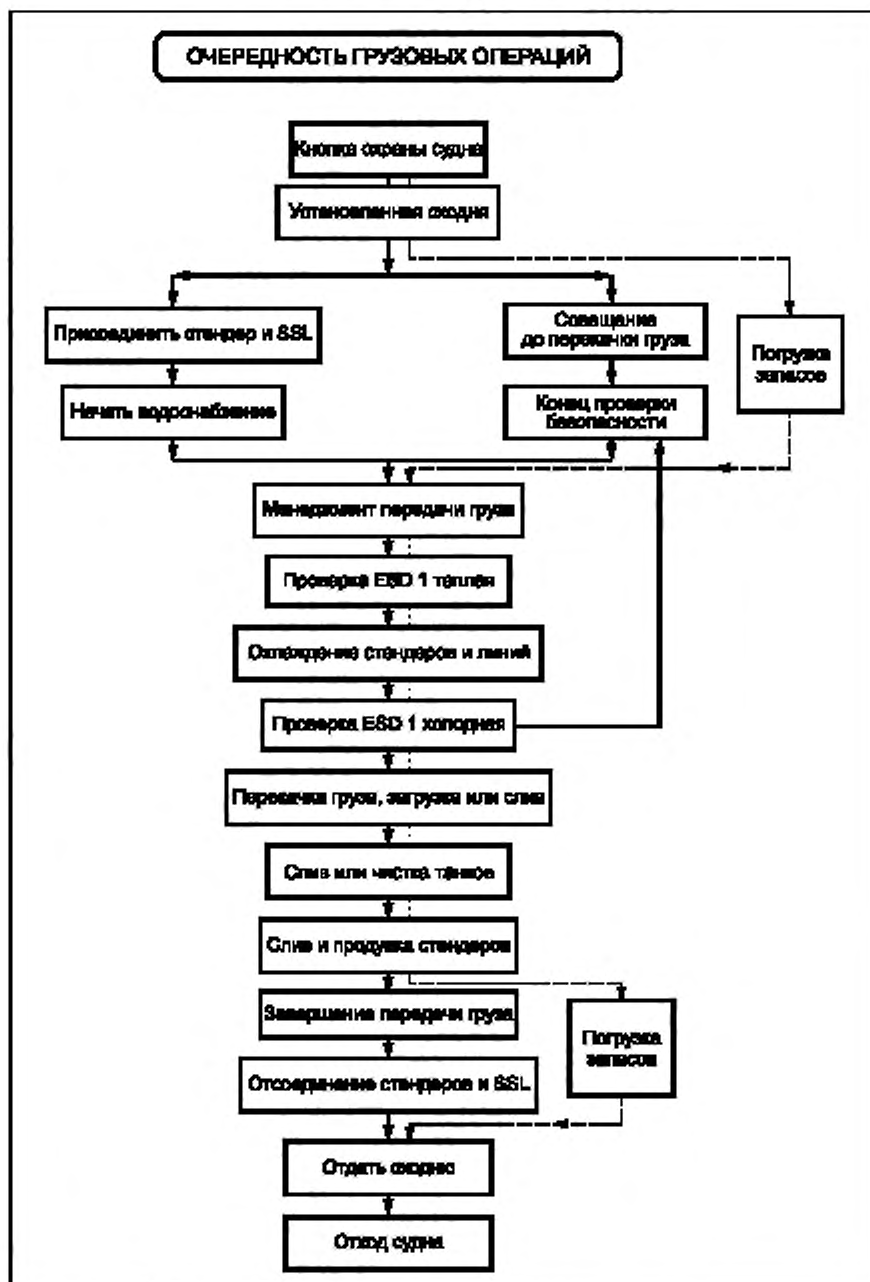 ОЧЕРЕДНОСТЬ ГРУЗОВЫХ ОПЕРАЦИЙ
Кнопка охраны судна
Установленная сходня
Присоединить стендер и SSL
Совещание
до перекачки груза
Погрузка
запасов
Начать водоснабжение
Конец проверки
безопасности
Менеджмент передачи груза
Проверка ESD 1 теплая
Охлаждение стендеров и линий
Проверка ESD 1 холодная
Перекачка груза, загрузка или слив
Слив или чистка танков
Слив и продувка стендеров
Завершение передачи груза
Погрузка
запасов
Отсоединение стендеров и SSL
Отдать сходню
Отход судна